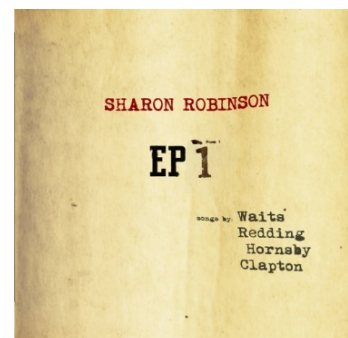 SHARON ROBINSON
EP 1
songs by: Waits
Redding
Hornsby
Clapton